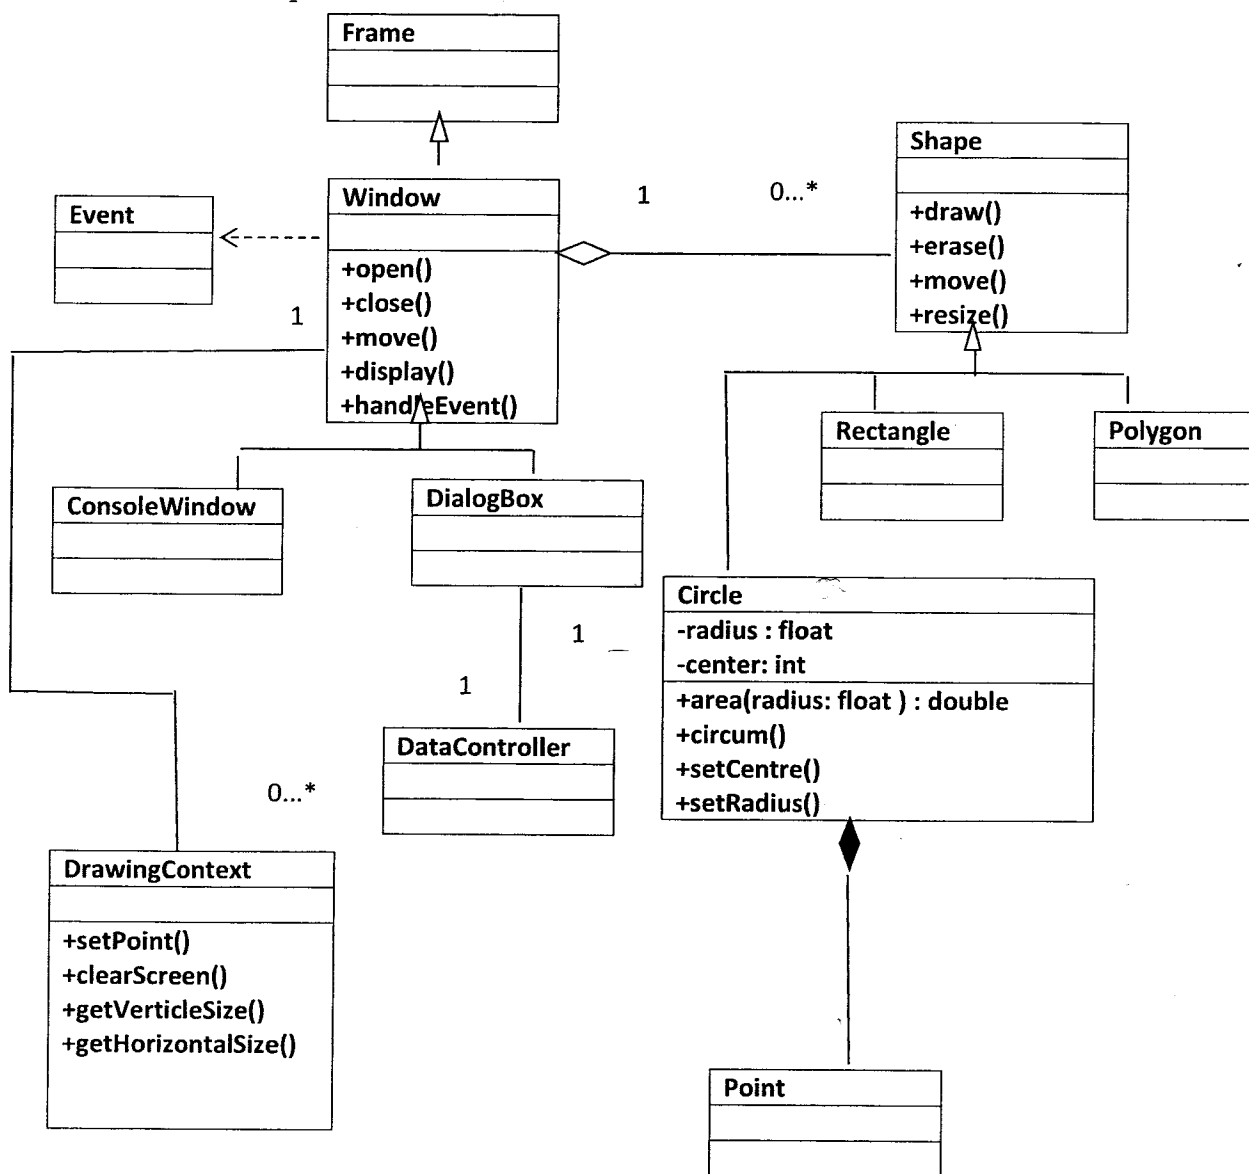 Frame
Shape
+draw()
+erase()
+move()
+resize()
Window
+open()
+close()
+move()
+display()
+handleEvent()
1
0...*
Event
1
Rectangle
Polygon
ConsoleWindow
DialogBox
Circle
-radius : float
-center: int
+area(radius: float ) : double
+circum()
+setCentre()
+setRadius()
1
1
DataController
0...*
DrawingContext
+setPoint()
+clearScreen()
+getVerticleSize()
+getHorizontalSize()
Point